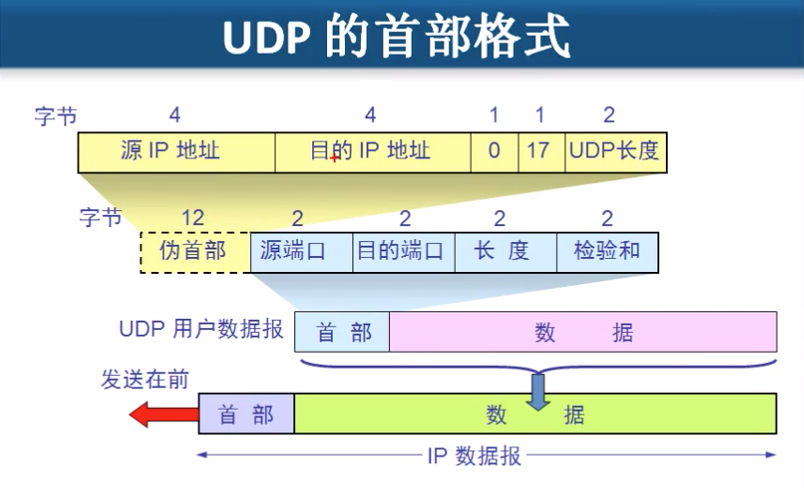 UDP 的首部格式
字节 4 4 1 1 2
源 IP 地址 目的 IP 地址 0 17 UDP长度
字节 12 2 2 2 2
伪首部 源端口 目的端口 长 度 检验和
UDP 用户数据报 首 部 数 据
发送在前
首 部 数 据
IP 数据报